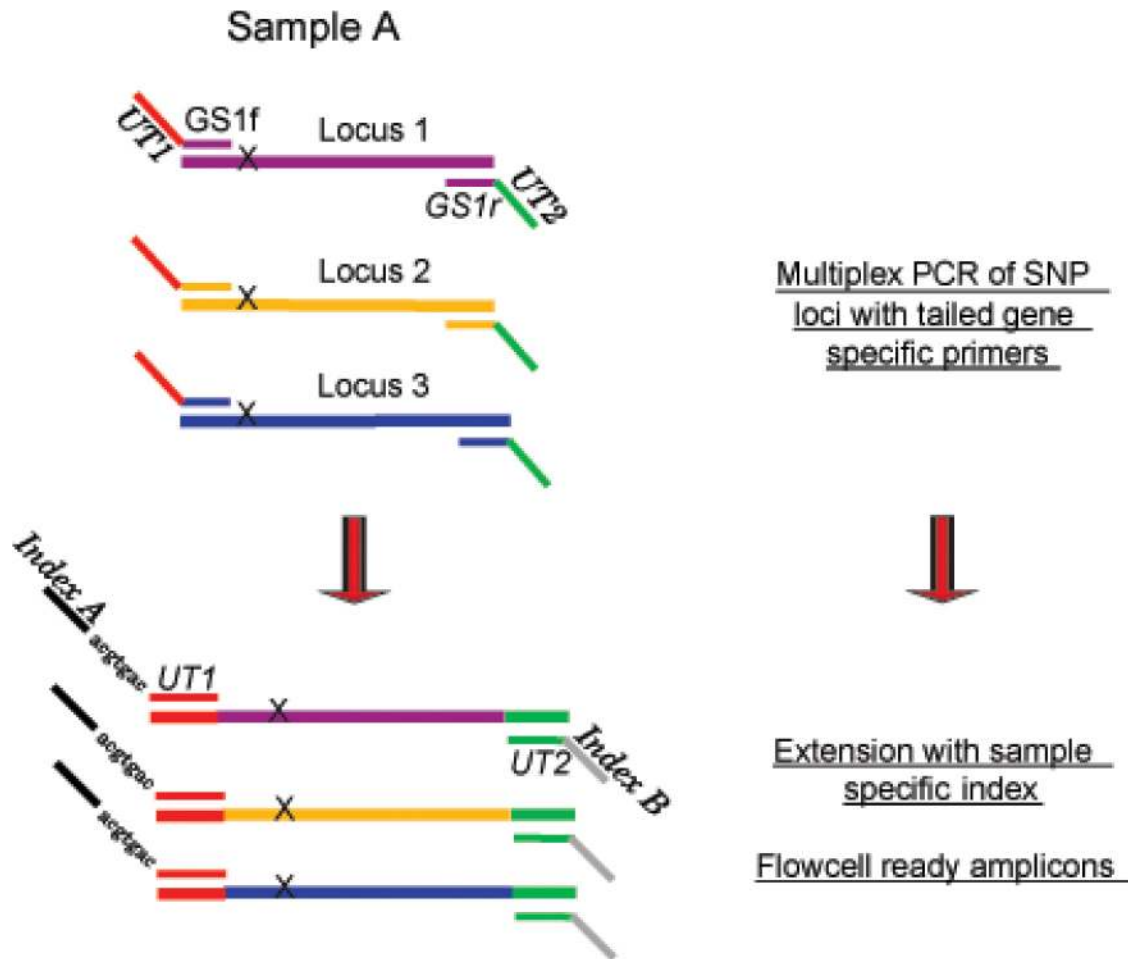 Sample A
UT1
GS1f
Locus 1
X
GS1r
UT2
Locus 2
X
Locus 3
X
Multiplex PCR of SNP
loci with tailed gene
specific primers
Index A
acgtgac
UT1
X
UT2
Index B
acgtgac
X
acgtgac
X
Extension with sample
specific index
Flowcell ready amplicons